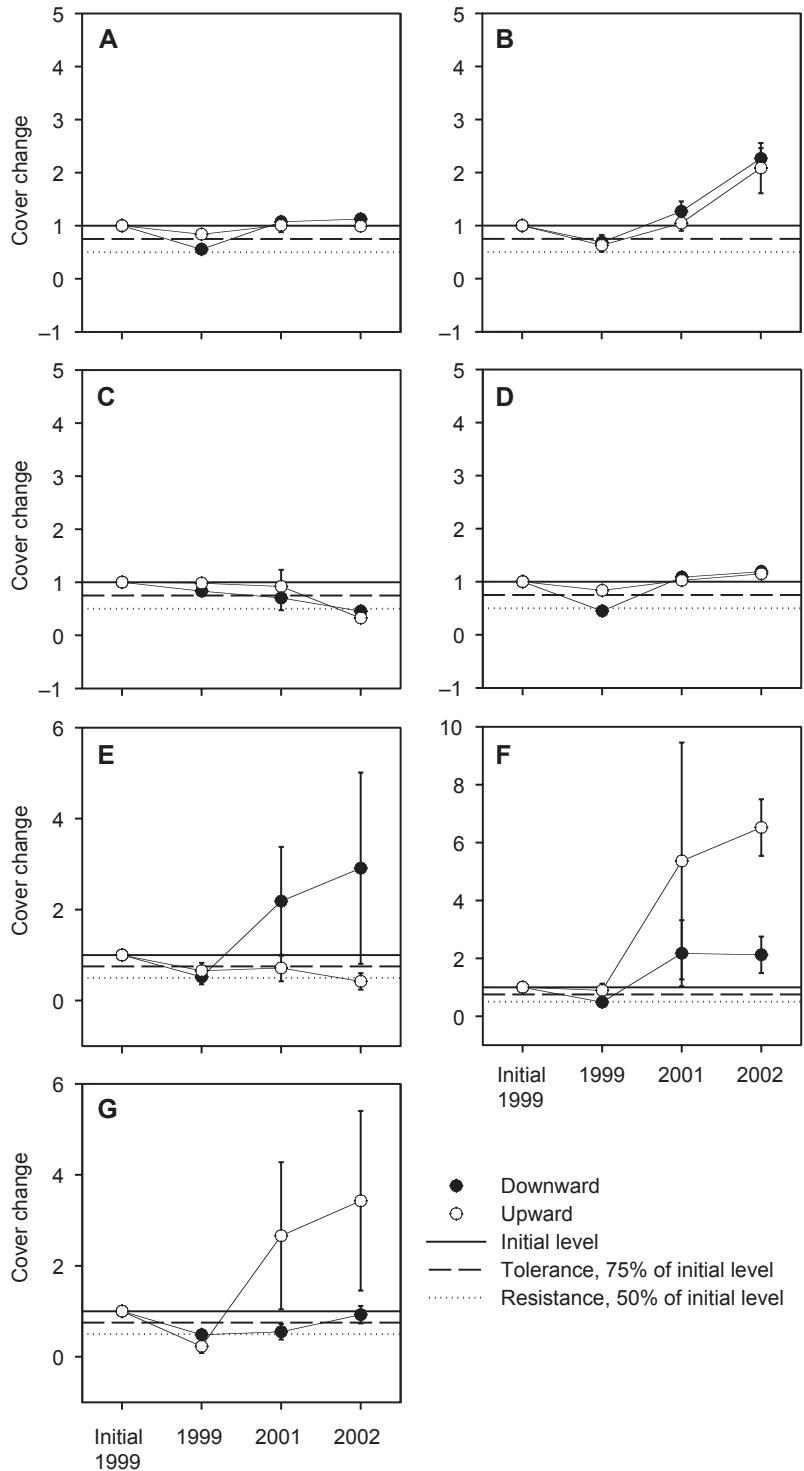 A
5
4
3
2
1
0
–1
Cover change
B
5
4
3
2
1
0
–1
C
5
4
3
2
1
0
–1
Cover change
D
5
4
3
2
1
0
–1
E
6
4
2
0
Cover change
F
10
8
6
4
2
0
Initial 1999 2001 2002
1999
G
6
4
2
0
Cover change
Initial 1999 2001 2002
1999
Downward
Upward
Initial level
Tolerance, 75% of initial level
Resistance, 50% of initial level